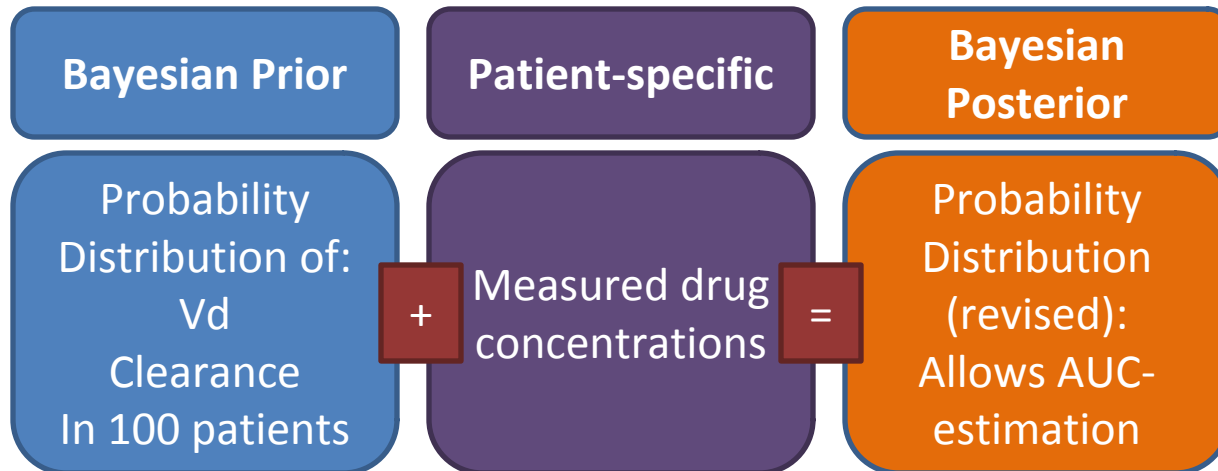 Bayesian Prior
Patient-specific
Bayesian
Posterior
Probability
Distribution of:
Vd
Clearance
In 100 patients
+
Measured drug
concentrations
=
Probability
Distribution
(revised):
Allows AUC-
estimation